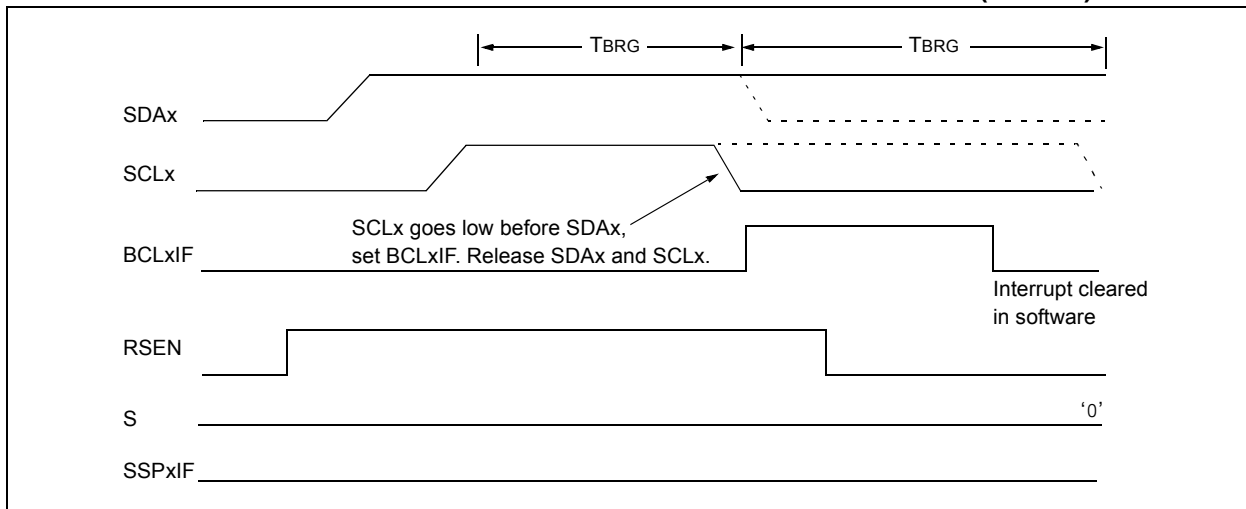 TBRG TBRG
SDAx
SCLx
SCLx goes low before SDAx,
set BCLxIF. Release SDAx and SCLx.
BCLxIF
Interrupt cleared
in software
RSEN
S
'0'
SSPxIF